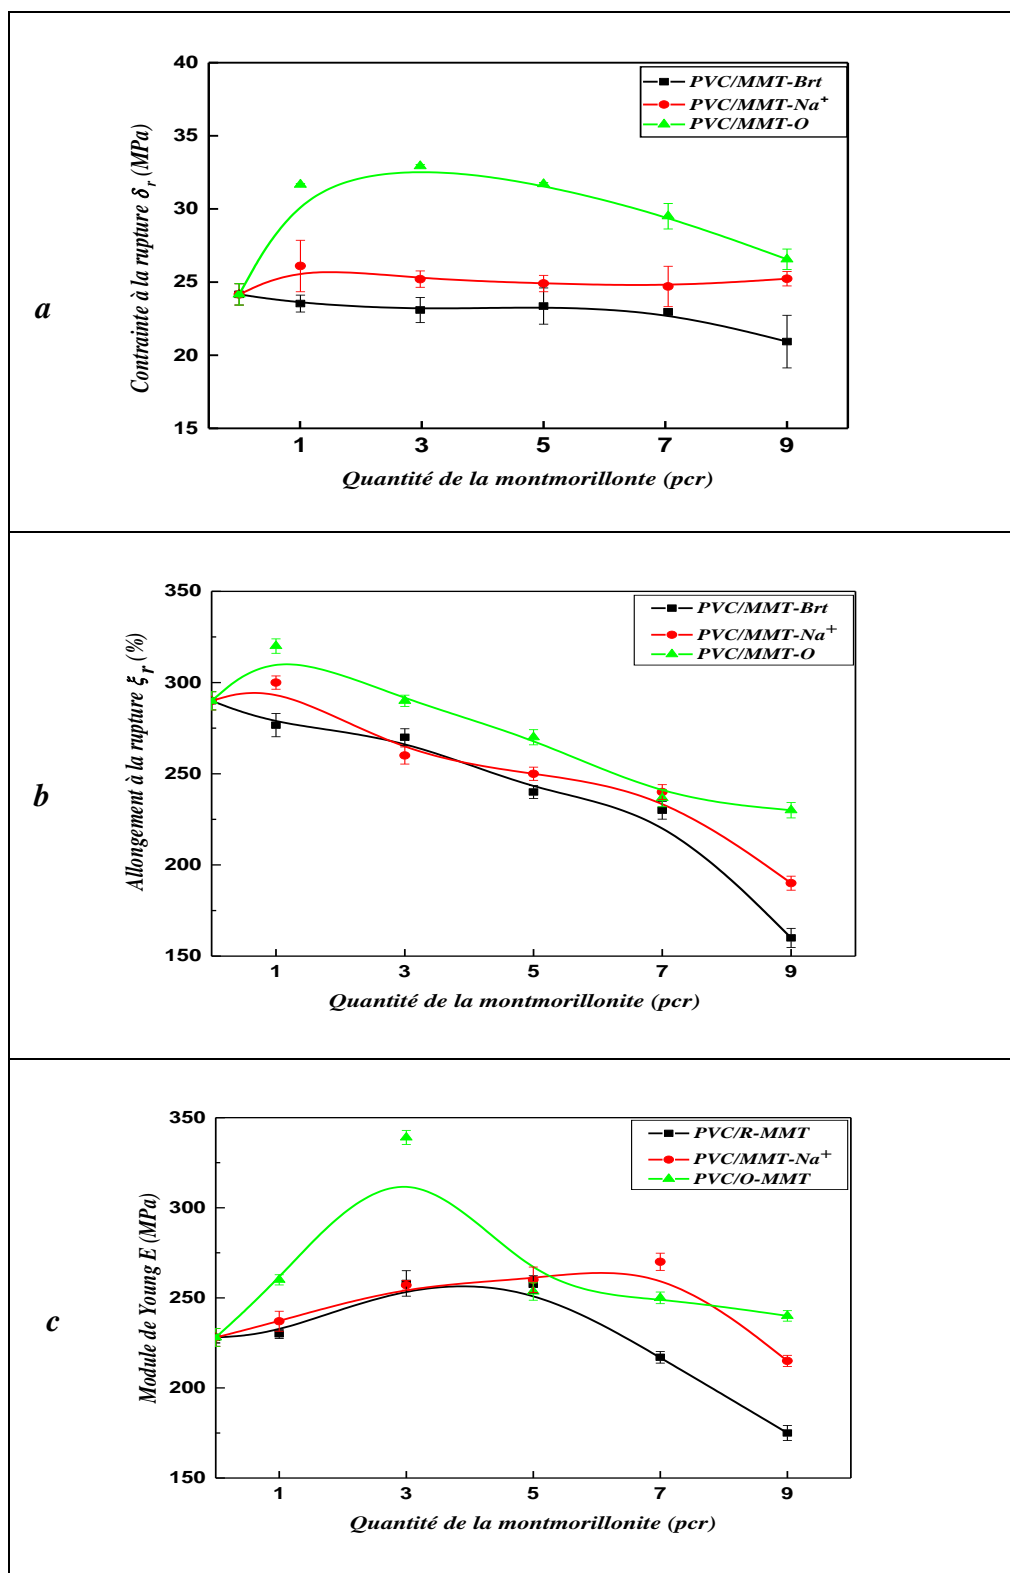 a
40
35
30
25
20
15
1 3 5 7 9
Contrainte à la rupture δr (MPa)
Quantité de la montmorillonte (pcr)
PVC/MMT-Brt
PVC/MMT-Na+
PVC/MMT-O
b
350
300
250
200
150
1 3 5 7 9
Allongement à la rupture ξr (%)
Quantité de la montmorillonite (pcr)
PVC/MMT-Brt
PVC/MMT-Na+
PVC/MMT-O
c
350
300
250
200
150
1 3 5 7 9
Module de Young E (MPa)
Quantité de la montmorillonite (pcr)
PVC/R-MMT
PVC/MMT-Na+
PVC/O-MMT